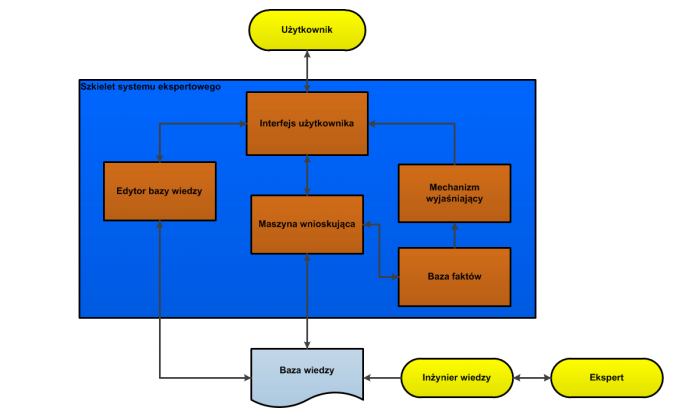 Użytkownik
Szkielet systemu ekspertowego
Interfejs użytkownika
Edytor bazy wiedzy
Mechanizm
wyjaśniający
Maszyna wnioskująca
Baza faktów
Baza wiedzy
Inżynier wiedzy
Ekspert